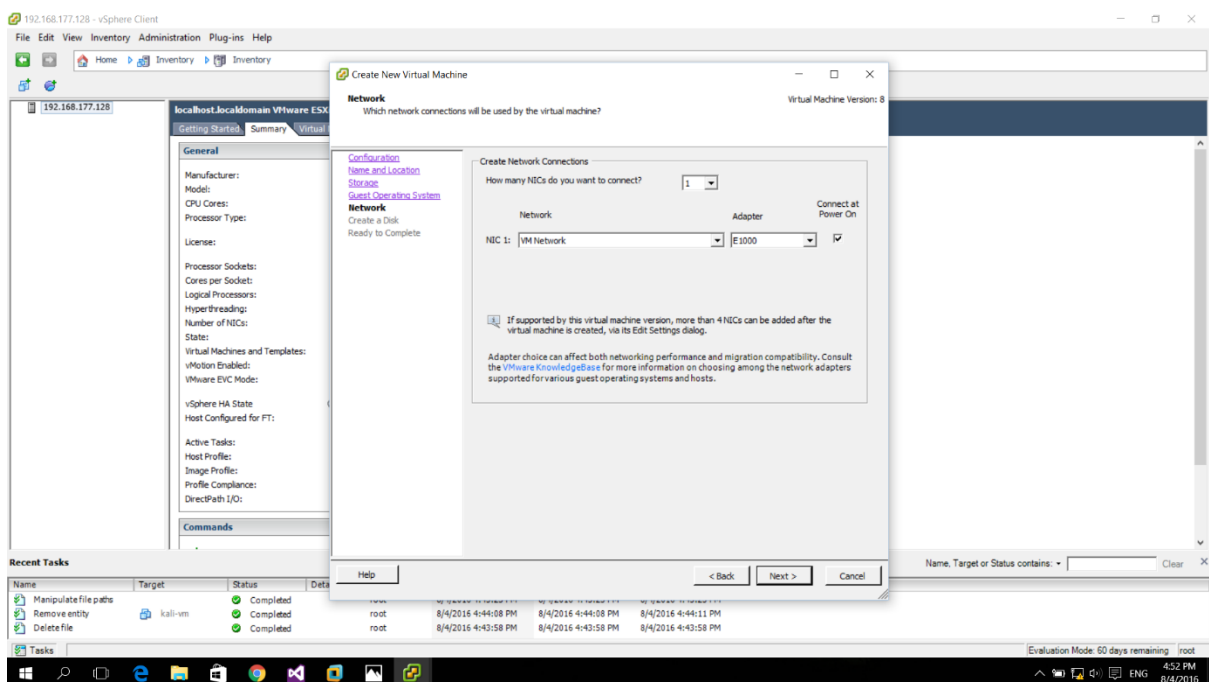 192.168.177.128 - vSphere Client
File Edit View Inventory Administration Plug-ins Help
Home Inventory Inventory
192.168.177.128
localhost.localdomain VMware ESX
Getting Started Summary Virtual
General
Manufacturer:
Model:
CPU Cores:
Processor Type:
License:
Processor Sockets:
Cores per Socket:
Logical Processors:
Hyperthreading:
Number of NICs:
State:
Virtual Machines and Templates:
vMotion Enabled:
VMware EVC Mode:
vSphere HA State
Host Configured for FT:
Active Tasks:
Host Profile:
Image Profile:
Profile Compliance:
DirectPath I/O:
Commands
Create New Virtual Machine
Network
Which network connections will be used by the virtual machine?
Virtual Machine Version: 8
Configuration
Name and Location
Storage
Guest Operating System
Network
Create a Disk
Ready to Complete
Create Network Connections
How many NICs do you want to connect? 1
Network Adapter Connect at
Power On
NIC 1: VM Network E1000
If supported by this virtual machine version, more than 4 NICs can be added after the
virtual machine is created, via its Edit Settings dialog.
Adapter choice can affect both networking performance and migration compatibility. Consult
the VMware KnowledgeBase for more information on choosing among the network adapters
supported for various guest operating systems and hosts.
Help < Back Next > Cancel
Recent Tasks
Name, Target or Status contains: Clear
Name Target Status Deta
Manipulate file paths Completed
Remove entity kali-vm Completed root 8/4/2016 4:44:08 PM 8/4/2016 4:44:08 PM 8/4/2016 4:44:11 PM
Delete file Completed root 8/4/2016 4:43:58 PM 8/4/2016 4:43:58 PM 8/4/2016 4:43:58 PM
Tasks Evaluation Mode: 60 days remaining root
ENG 4:52 PM
8/4/2016